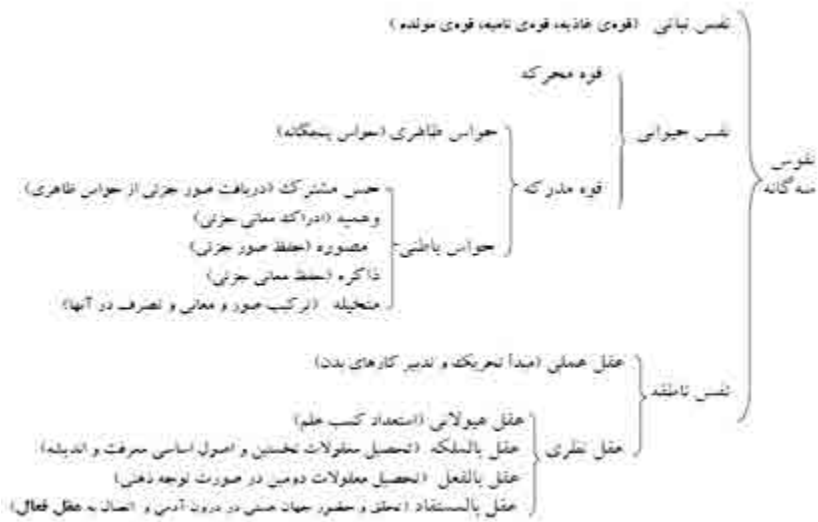 نفس نباتی (قوه‌ی غاذیه، قوه‌ی نامیه، قوه‌ی مولده)
قوه محرکه
نفس حیوانی
حواس ظاهری (حواس پنجگانه)
نفوس
سه گانه
قوه مدرکه
حس مشترک (دریافت صور جزئی از حواس ظاهری)
وهمیه (ادراک معانی جزئی)
حواس باطنی
مصوره (حفظ صور جزئی)
ذاکره (حفظ معانی جزئی)
متخیله (ترکیب صور و معانی و تصرف در آنها)
عقل عملی (مبدأ تحریک و تدبیر کارهای بدن)
نفس ناطقه
عقل هیولانی (استعداد کسب علم)
عقل نظری
عقل بالملکه (تحصیل معقولات نخستین و اصول اساسی معرفت و اندیشه)
عقل بالفعل (تحصیل معقولات دومین در صورت توجه ذهنی)
عقل بالمستفاد (تحقق و حضور جهان هستی در درون آدمی و اتصال به عقل فعال)